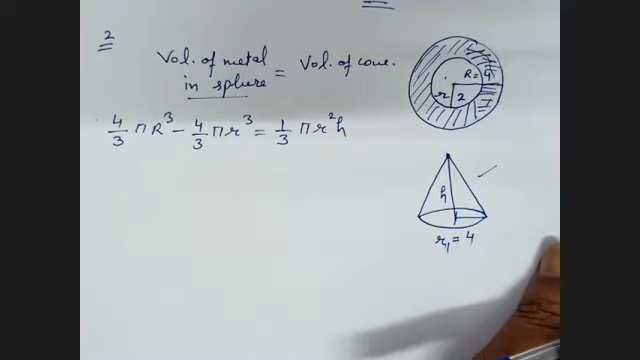 2
Vol. of metal in sphere = Vol. of cone.
4/3 πR³ - 4/3 πr³ = 1/3 πr²h
R = 4
r 2
h
r₁ = 4